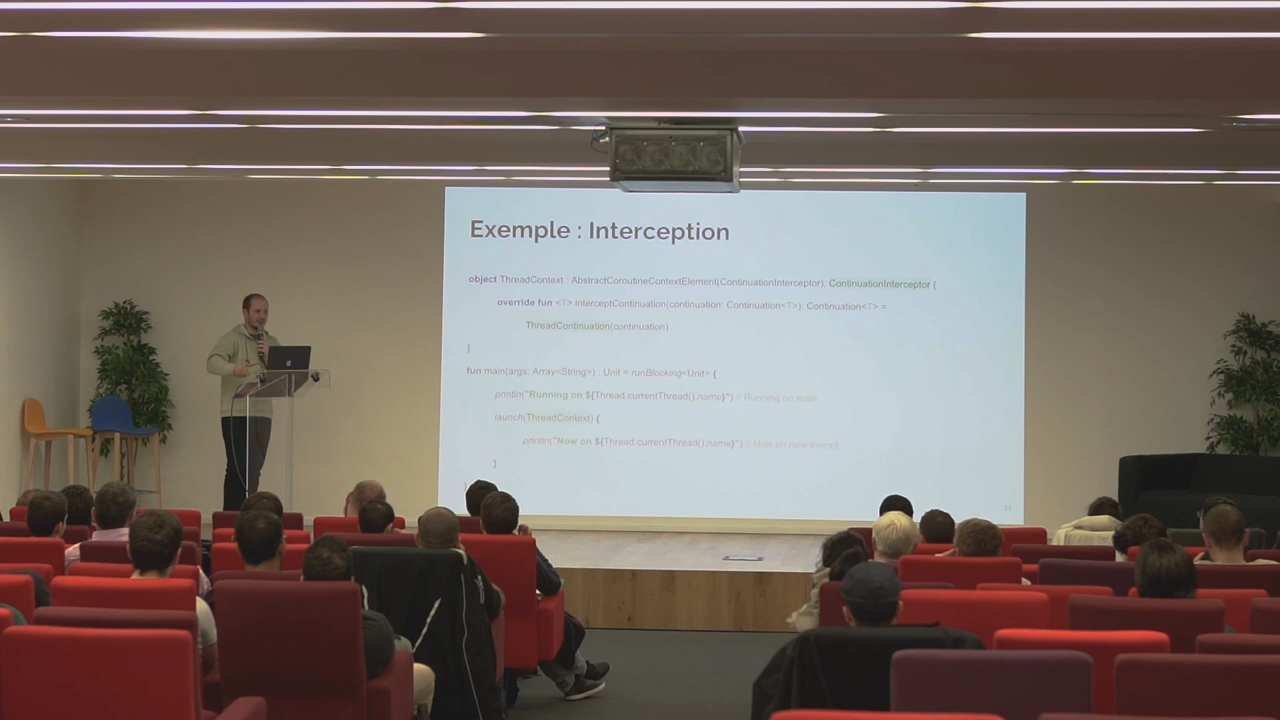 Exemple : Interception
object ThreadContext : AbstractCoroutineContextElement(ContinuationInterceptor), ContinuationInterceptor {
override fun <T> interceptContinuation(continuation: Continuation<T>): Continuation<T> =
ThreadContinuation(continuation)
}
fun main(args: Array<String>) : Unit = runBlocking<Unit> {
println("Running on ${Thread.currentThread().name}") // Running on main
launch(ThreadContext) {
println("Now on ${Thread.currentThread().name}") // Now on new-thread
}
}
33